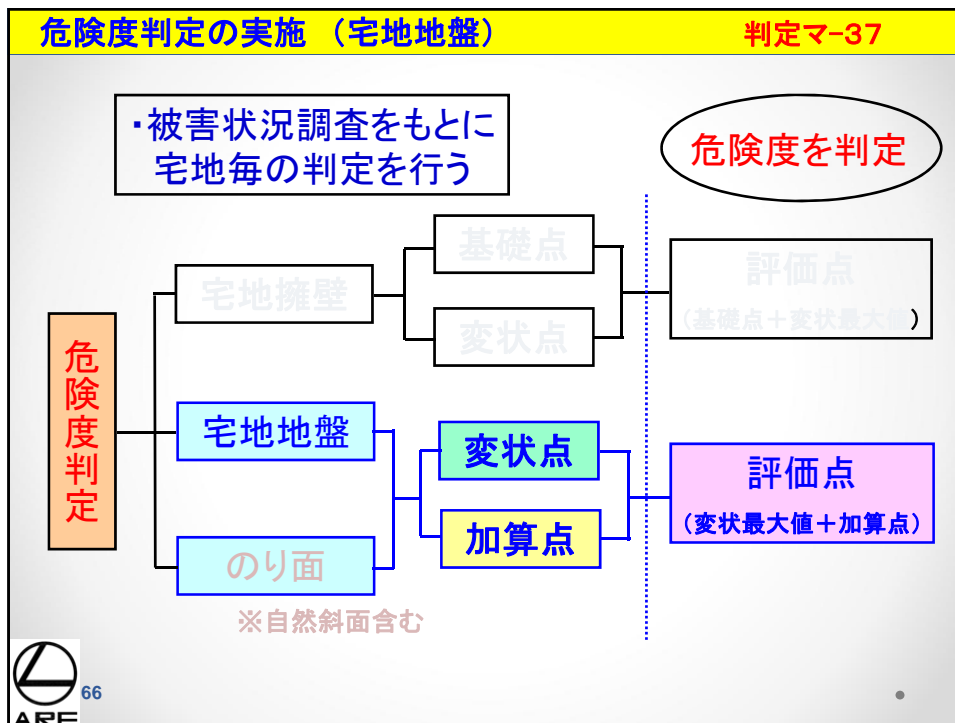 危険度判定の実施 (宅地地盤)
判定マ-37
・被害状況調査をもとに
宅地毎の判定を行う
危険度を判定
基礎点
宅地擁壁
変状点
評価点
(基礎点＋変状最大値)
危険度判定
宅地地盤
変状点
加算点
評価点
(変状最大値＋加算点)
のり面
※自然斜面含む
66
ARE